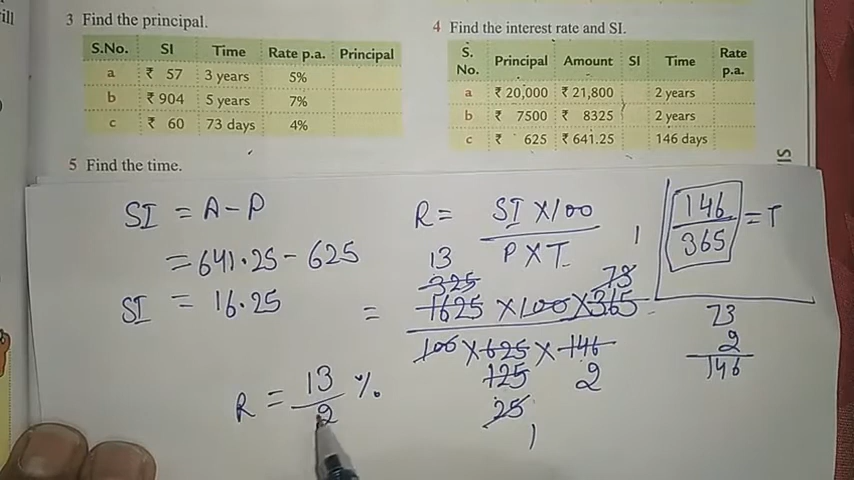 ill
3 Find the principal.
S.No. SI Time Rate p.a. Principal
a ₹ 57 3 years 5%
b ₹ 904 5 years 7%
c ₹ 60 73 days 4%
4 Find the interest rate and SI.
S. No. Principal Amount SI Time Rate p.a.
a ₹ 20,000 ₹ 21,800 2 years
b ₹ 7500 ₹ 8325 2 years
c ₹ 625 ₹ 641.25 146 days
5 Find the time.
SI
SI = A - P
= 641.25 - 625
SI = 16.25
R = SI X 100
P X T
146
365 = T
13
325 73 1
= 1625 X 100 X 365
100 X 625 X 146
125 2
25
1
73
2
146
R = 13 %
2